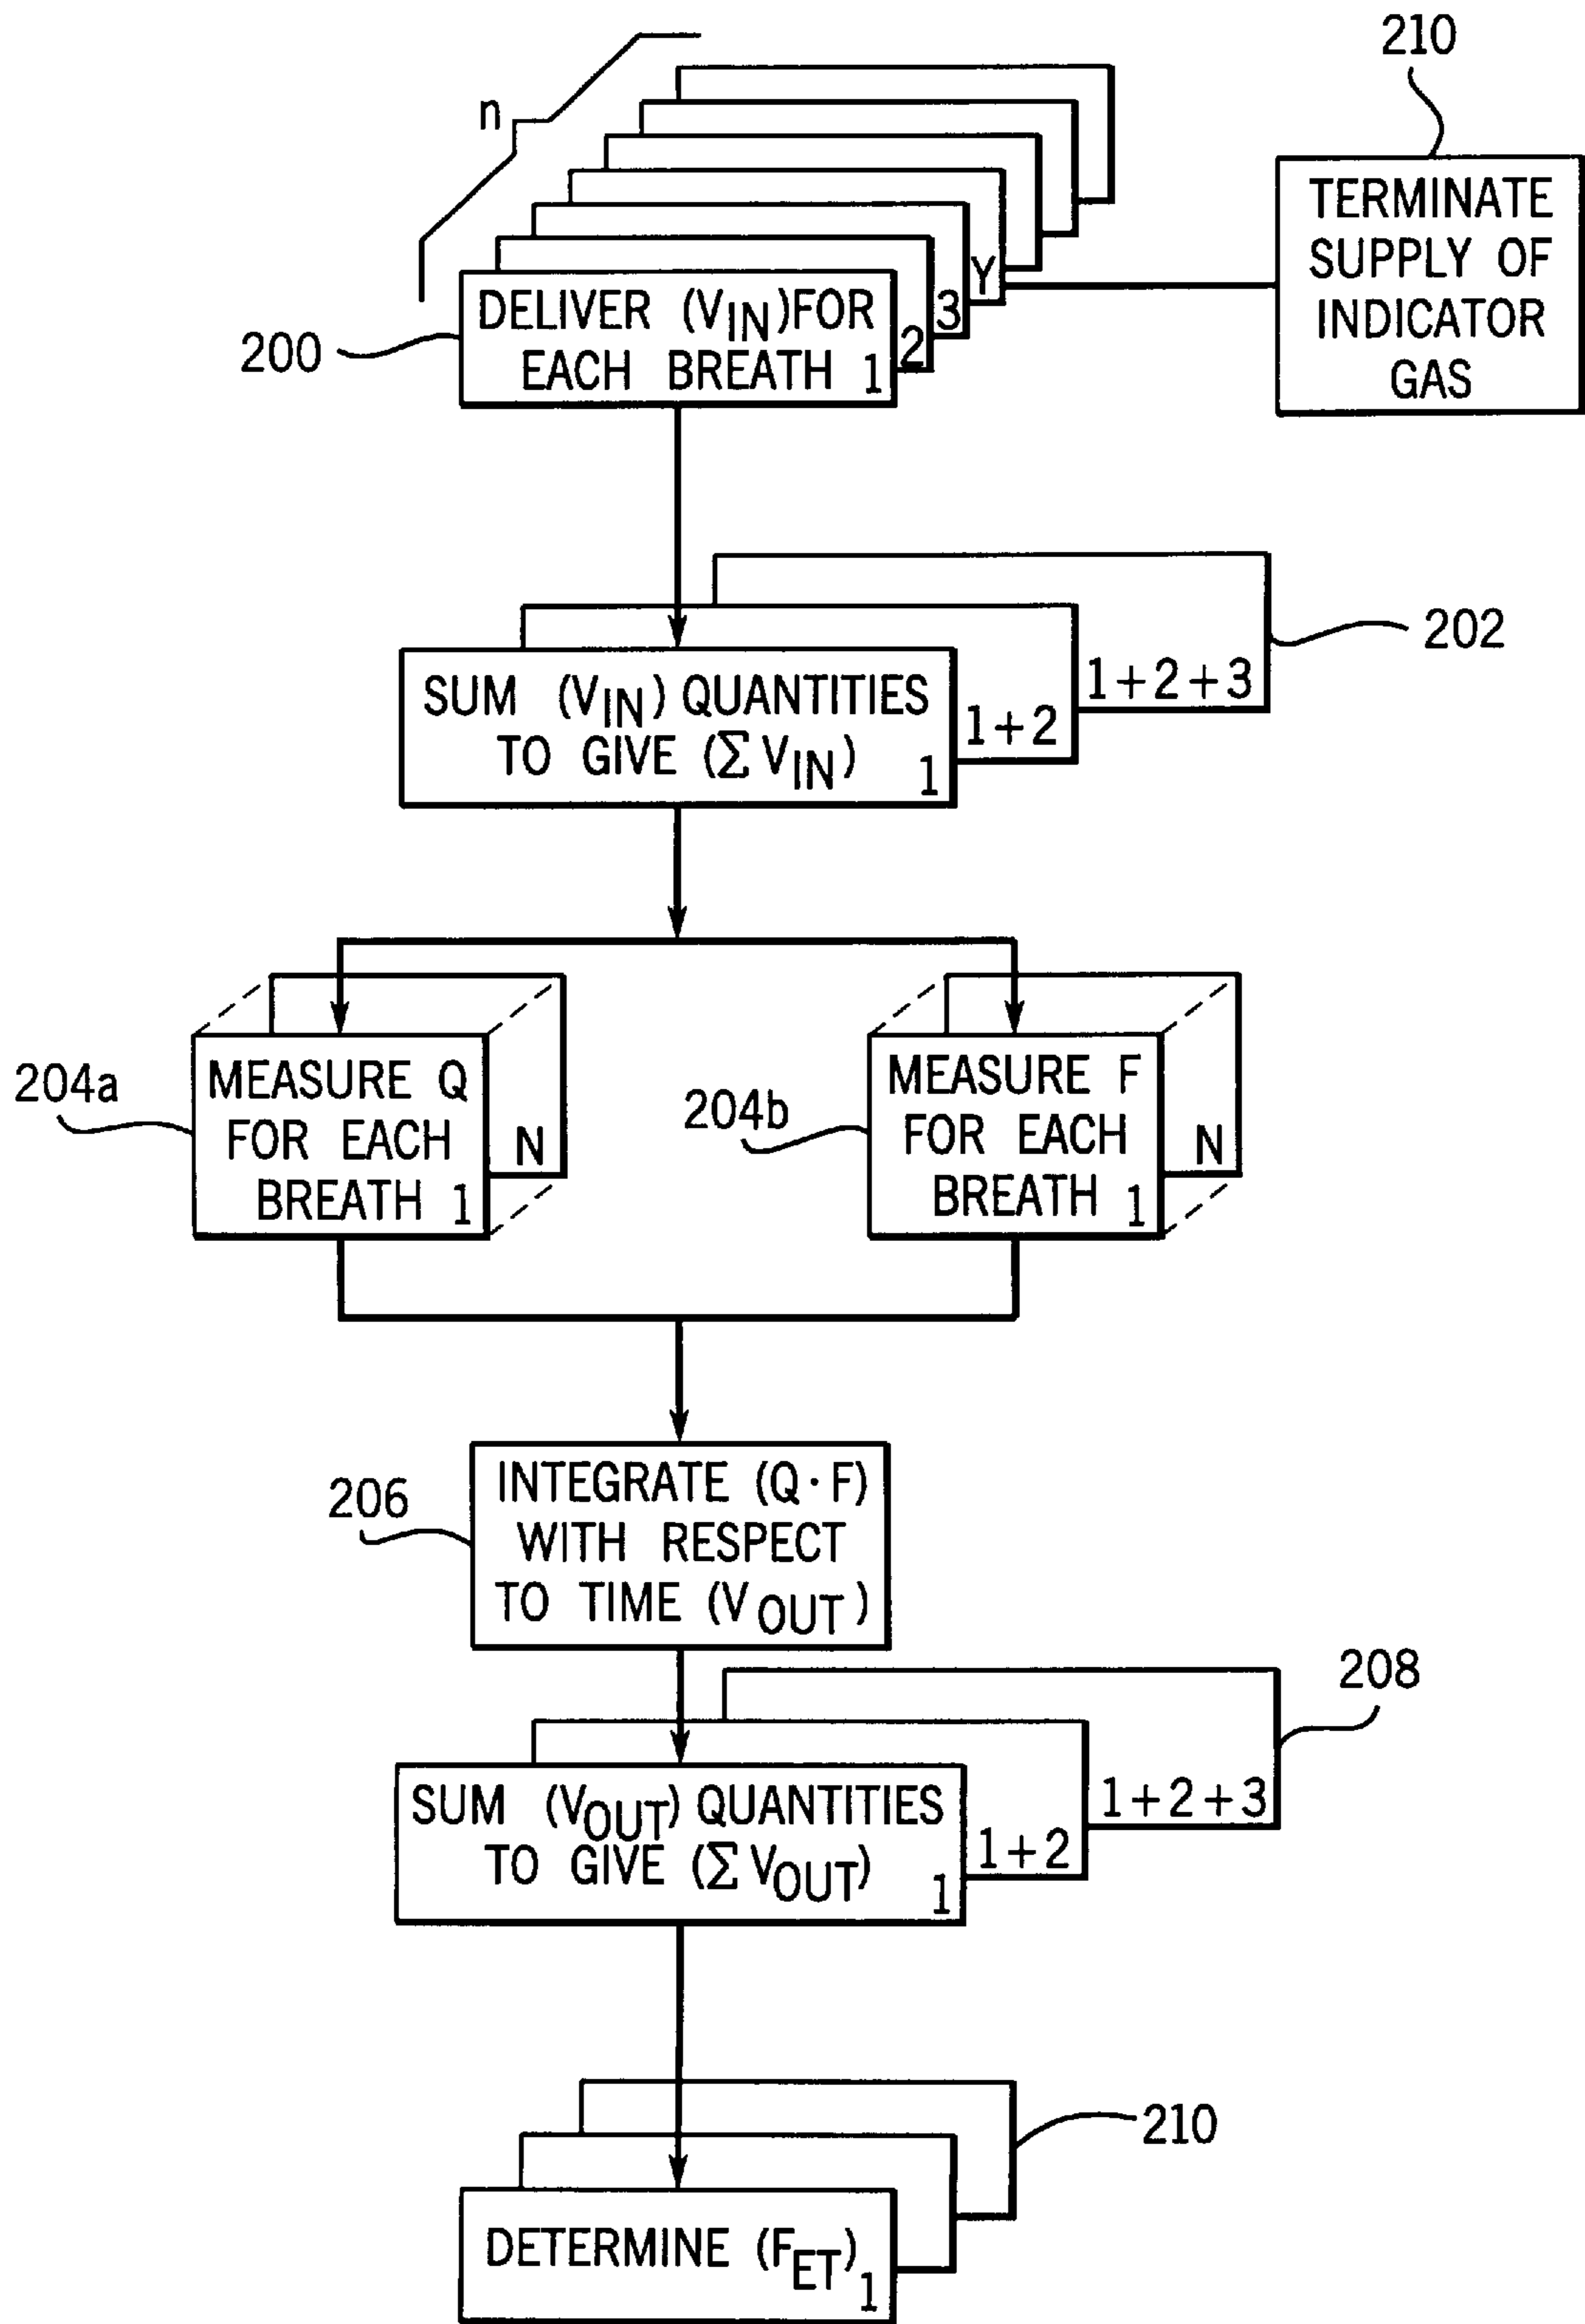 210
n
TERMINATE
SUPPLY OF
INDICATOR
GAS
DELIVER (VIN)FOR
EACH BREATH 1
2
3
Y
200
202
SUM (VIN) QUANTITIES
TO GIVE (Σ VIN) 1
1+2
1+2+3
204a
MEASURE Q
FOR EACH
BREATH 1
N
204b
MEASURE F
FOR EACH
BREATH 1
N
206
INTEGRATE (Q·F)
WITH RESPECT
TO TIME (VOUT)
208
SUM (VOUT) QUANTITIES
TO GIVE (Σ VOUT) 1
1+2
1+2+3
210
DETERMINE (FET) 1